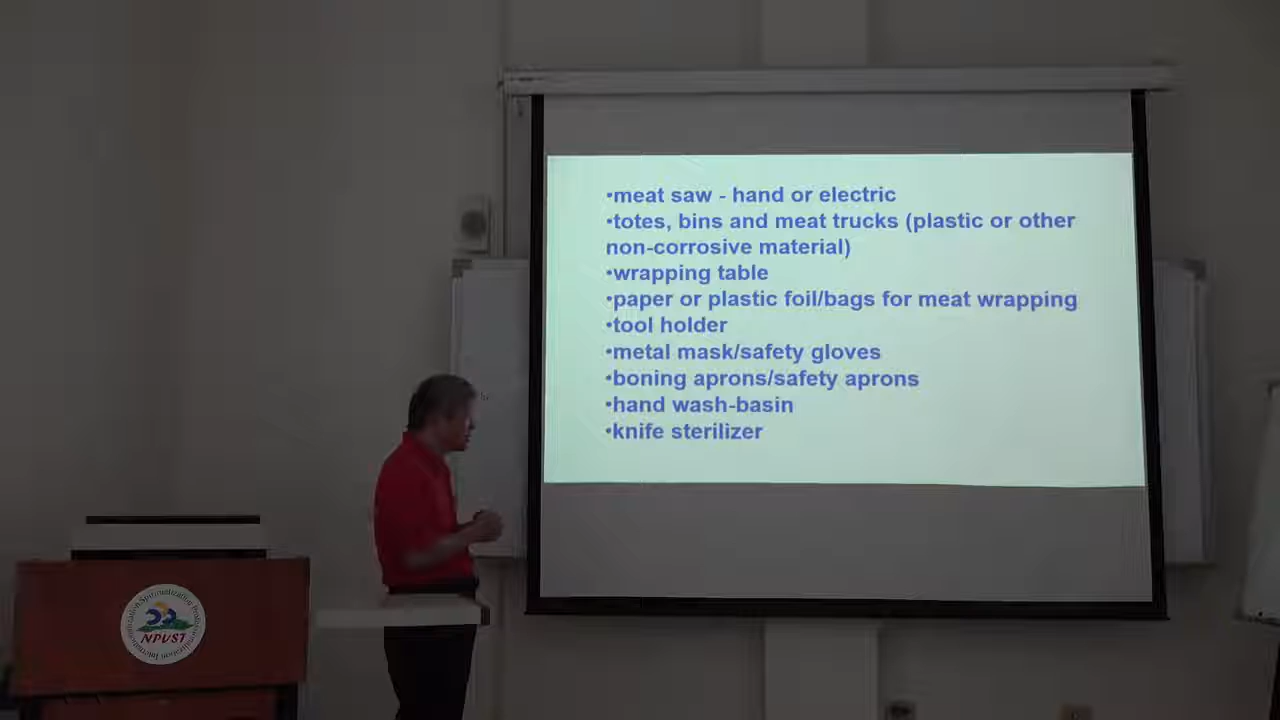 •meat saw - hand or electric
•totes, bins and meat trucks (plastic or other
non-corrosive material)
•wrapping table
•paper or plastic foil/bags for meat wrapping
•tool holder
•metal mask/safety gloves
•boning aprons/safety aprons
•hand wash-basin
•knife sterilizer
NPUST